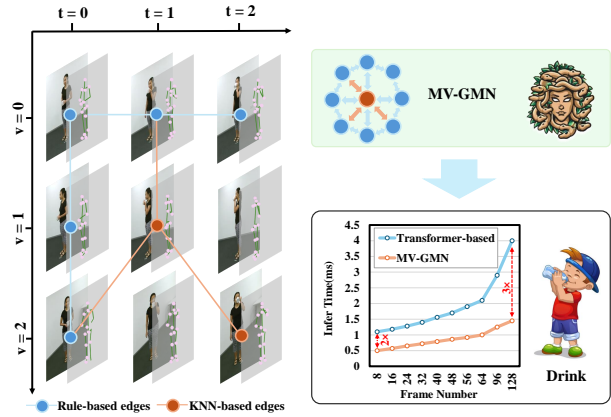 t = 0
t = 1
t = 2
v = 0
v = 1
v = 2
Rule-based edges
KNN-based edges
MV-GMN
Infer Time(ms)
4.5
4
3.5
3
2.5
2
1.5
1
0.5
0
Transformer-based
MV-GMN
2×
3×
8
16
24
32
40
48
56
64
96
128
Frame Number
Drink